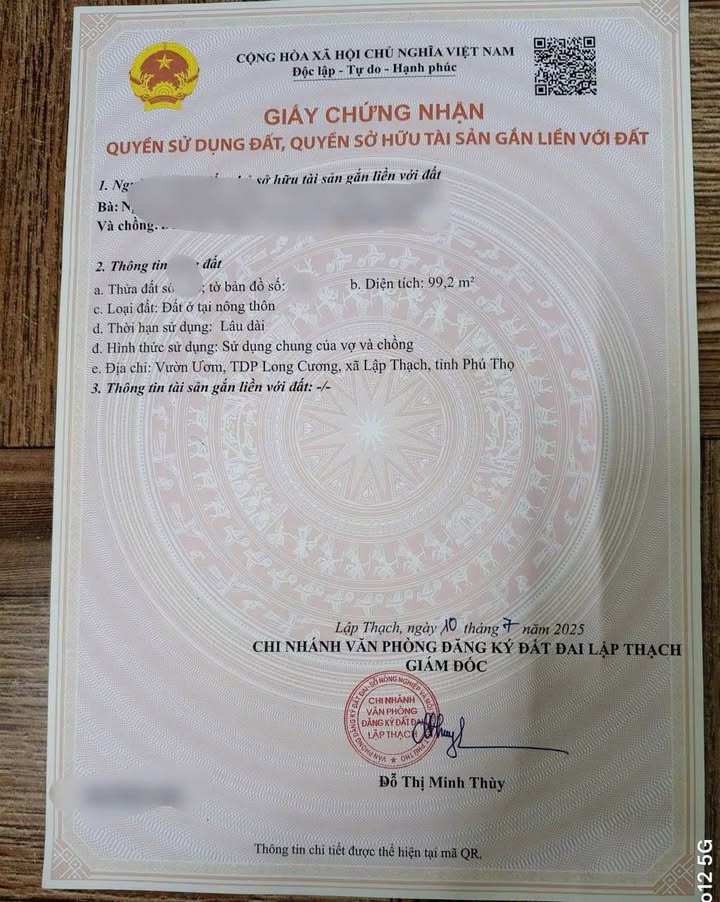 CỘNG HÒA XÃ HỘI CHỦ NGHĨA VIỆT NAM
Độc lập - Tự do - Hạnh phúc
GIẤY CHỨNG NHẬN
QUYỀN SỬ DỤNG ĐẤT, QUYỀN SỞ HỮU TÀI SẢN GẮN LIỀN VỚI ĐẤT
1. sở hữu tài sản gắn liền với đất
Bà:
Và chồng:
2. Thông tin đất
a. Thửa đất số ; tờ bản đồ số: b. Diện tích: 99,2 m²
c. Loại đất: Đất ở tại nông thôn
d. Thời hạn sử dụng: Lâu dài
đ. Hình thức sử dụng: Sử dụng chung của vợ và chồng
e. Địa chỉ: Vườn Ươm, TDP Long Cương, xã Lập Thạch, tỉnh Phú Thọ
3. Thông tin tài sản gắn liền với đất: -/-
Lập Thạch, ngày 10 tháng 7 năm 2025
CHI NHÁNH VĂN PHÒNG ĐĂNG KÝ ĐẤT ĐAI LẬP THẠCH
GIÁM ĐỐC
CHI NHÁNH
VĂN PHÒNG
ĐĂNG KÝ ĐẤT ĐAI
LẬP THẠCH
Đỗ Thị Minh Thùy
Thông tin chi tiết được thể hiện tại mã QR.
12 5G